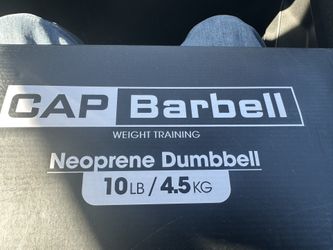 CAP Barbell
WEIGHT TRAINING
Neoprene Dumbbell
10LB/4.5KG